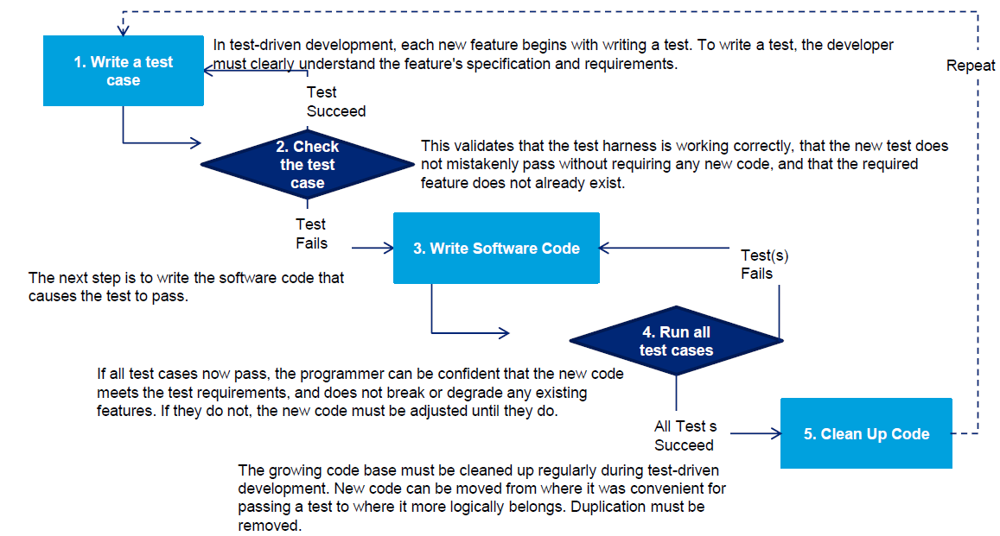 1. Write a test
case
In test-driven development, each new feature begins with writing a test. To write a test, the developer
must clearly understand the feature's specification and requirements.
Repeat
Test
Succeed
2. Check
the test
case
This validates that the test harness is working correctly, that the new test does
not mistakenly pass without requiring any new code, and that the required
feature does not already exist.
Test
Fails
3. Write Software Code
Test(s)
Fails
The next step is to write the software code that
causes the test to pass.
4. Run all
test cases
If all test cases now pass, the programmer can be confident that the new code
meets the test requirements, and does not break or degrade any existing
features. If they do not, the new code must be adjusted until they do.
All Test s
Succeed
5. Clean Up Code
The growing code base must be cleaned up regularly during test-driven
development. New code can be moved from where it was convenient for
passing a test to where it more logically belongs. Duplication must be
removed.